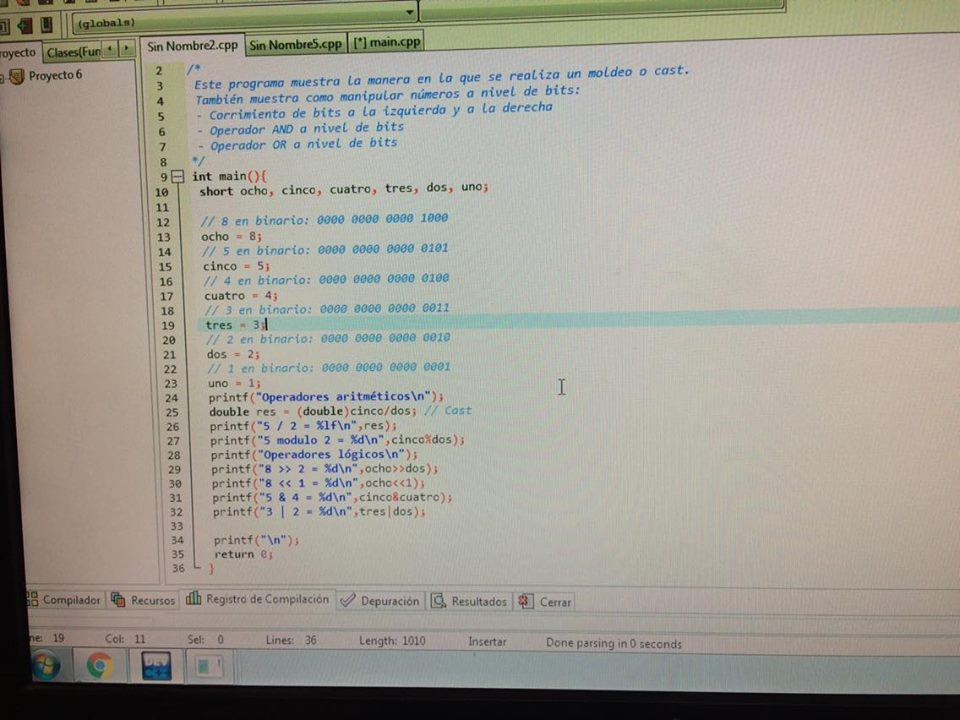 (globals)
Clases(Fun
Proyecto 6
Sin Nombre2.cpp Sin Nombre5.cpp [*] main.cpp
2 /*
3 Este programa muestra la manera en la que se realiza un moldeo o cast.
4 También muestra como manipular números a nivel de bits:
5 - Corrimiento de bits a la izquierda y a la derecha
6 - Operador AND a nivel de bits
7 - Operador OR a nivel de bits
8 */
9 int main(){
10 short ocho, cinco, cuatro, tres, dos, uno;
11
12 // 8 en binario: 0000 0000 0000 1000
13 ocho = 8;
14 // 5 en binario: 0000 0000 0000 0101
15 cinco = 5;
16 // 4 en binario: 0000 0000 0000 0100
17 cuatro = 4;
18 // 3 en binario: 0000 0000 0000 0011
19 tres = 3;
20 // 2 en binario: 0000 0000 0000 0010
21 dos = 2;
22 // 1 en binario: 0000 0000 0000 0001
23 uno = 1;
24 printf("Operadores aritméticos\n");
25 double res = (double)cinco/dos; // Cast
26 printf("5 / 2 = %lf\n",res);
27 printf("5 modulo 2 = %d\n",cinco%dos);
28 printf("Operadores lógicos\n");
29 printf("8 >> 2 = %d\n",ocho>>dos);
30 printf("8 << 1 = %d\n",ocho<<1);
31 printf("5 & 4 = %d\n",cinco&cuatro);
32 printf("3 | 2 = %d\n",tres|dos);
33
34 printf("\n");
35 return 0;
36 }
Compilador Recursos Registro de Compilación Depuración Resultados Cerrar
19 Col: 11 Sel: 0 Lines: 36 Length: 1010 Insertar Done parsing in 0 seconds
DEV C++